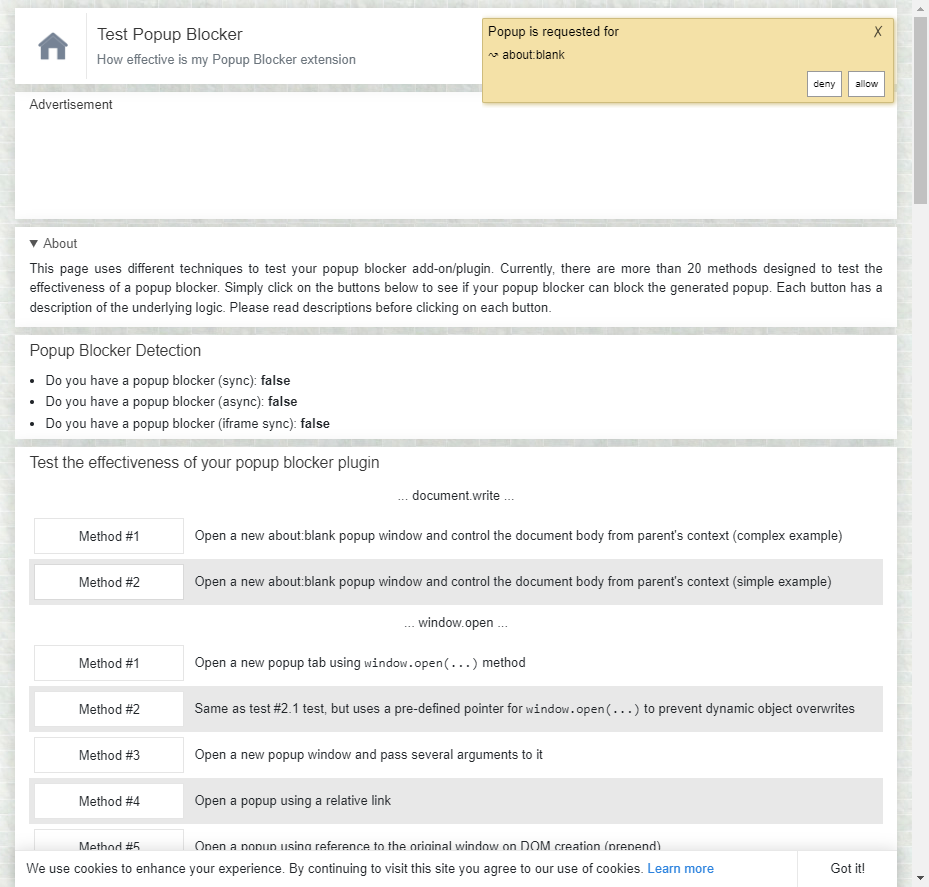 Test Popup Blocker
How effective is my Popup Blocker extension
Popup is requested for
X
↝ about:blank
deny
allow
Advertisement
▼ About
This page uses different techniques to test your popup blocker add-on/plugin. Currently, there are more than 20 methods designed to test the
effectiveness of a popup blocker. Simply click on the buttons below to see if your popup blocker can block the generated popup. Each button has a
description of the underlying logic. Please read descriptions before clicking on each button.
Popup Blocker Detection
• Do you have a popup blocker (sync): false
• Do you have a popup blocker (async): false
• Do you have a popup blocker (iframe sync): false
Test the effectiveness of your popup blocker plugin
... document.write ...
Method #1 Open a new about:blank popup window and control the document body from parent's context (complex example)
Method #2 Open a new about:blank popup window and control the document body from parent's context (simple example)
... window.open ...
Method #1 Open a new popup tab using window.open(...) method
Method #2 Same as test #2.1 test, but uses a pre-defined pointer for window.open(...) to prevent dynamic object overwrites
Method #3 Open a new popup window and pass several arguments to it
Method #4 Open a popup using a relative link
Method #5 Open a popup using reference to the original window on DOM creation (prepend)
We use cookies to enhance your experience. By continuing to visit this site you agree to our use of cookies. Learn more
Got it!